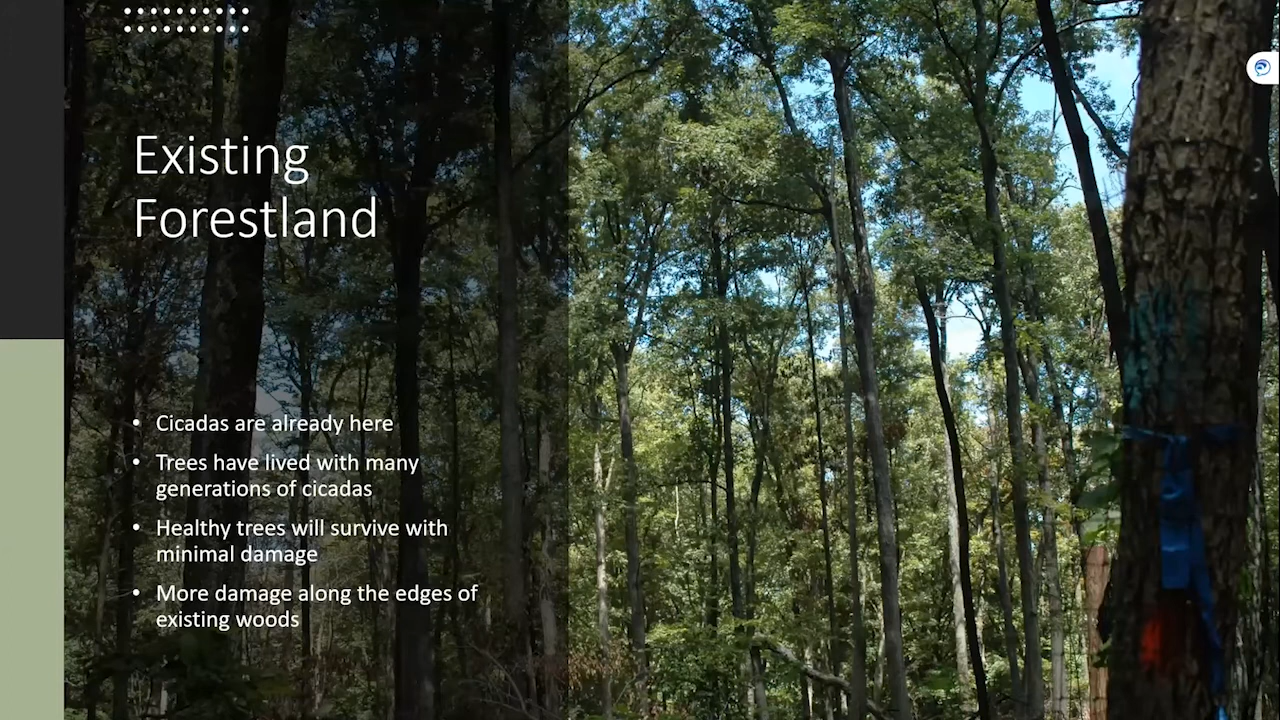 Existing
Forestland
• Cicadas are already here
• Trees have lived with many
generations of cicadas
• Healthy trees will survive with
minimal damage
• More damage along the edges of
existing woods